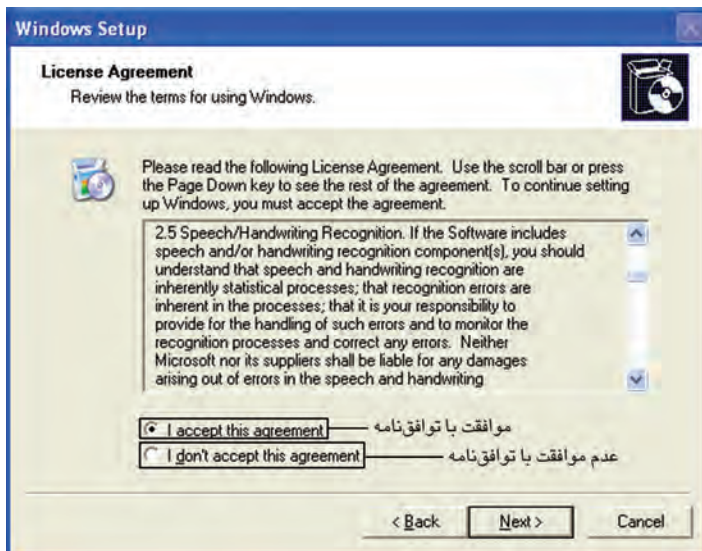 Windows Setup
License Agreement
Review the terms for using Windows.
Please read the following License Agreement. Use the scroll bar or press
the Page Down key to see the rest of the agreement. To continue setting
up Windows, you must accept the agreement.
2.5 Speech/Handwriting Recognition. If the Software includes
speech and/or handwriting recognition component(s), you should
understand that speech and handwriting recognition are
inherently statistical processes; that recognition errors are
inherent in the processes; that it is your responsibility to
provide for the handling of such errors and to monitor the
recognition processes and correct any errors. Neither
Microsoft nor its suppliers shall be liable for any damages
arising out of errors in the speech and handwriting
I accept this agreement موافقت با توافق‌نامه
I don't accept this agreement عدم موافقت با توافق‌نامه
< Back Next > Cancel